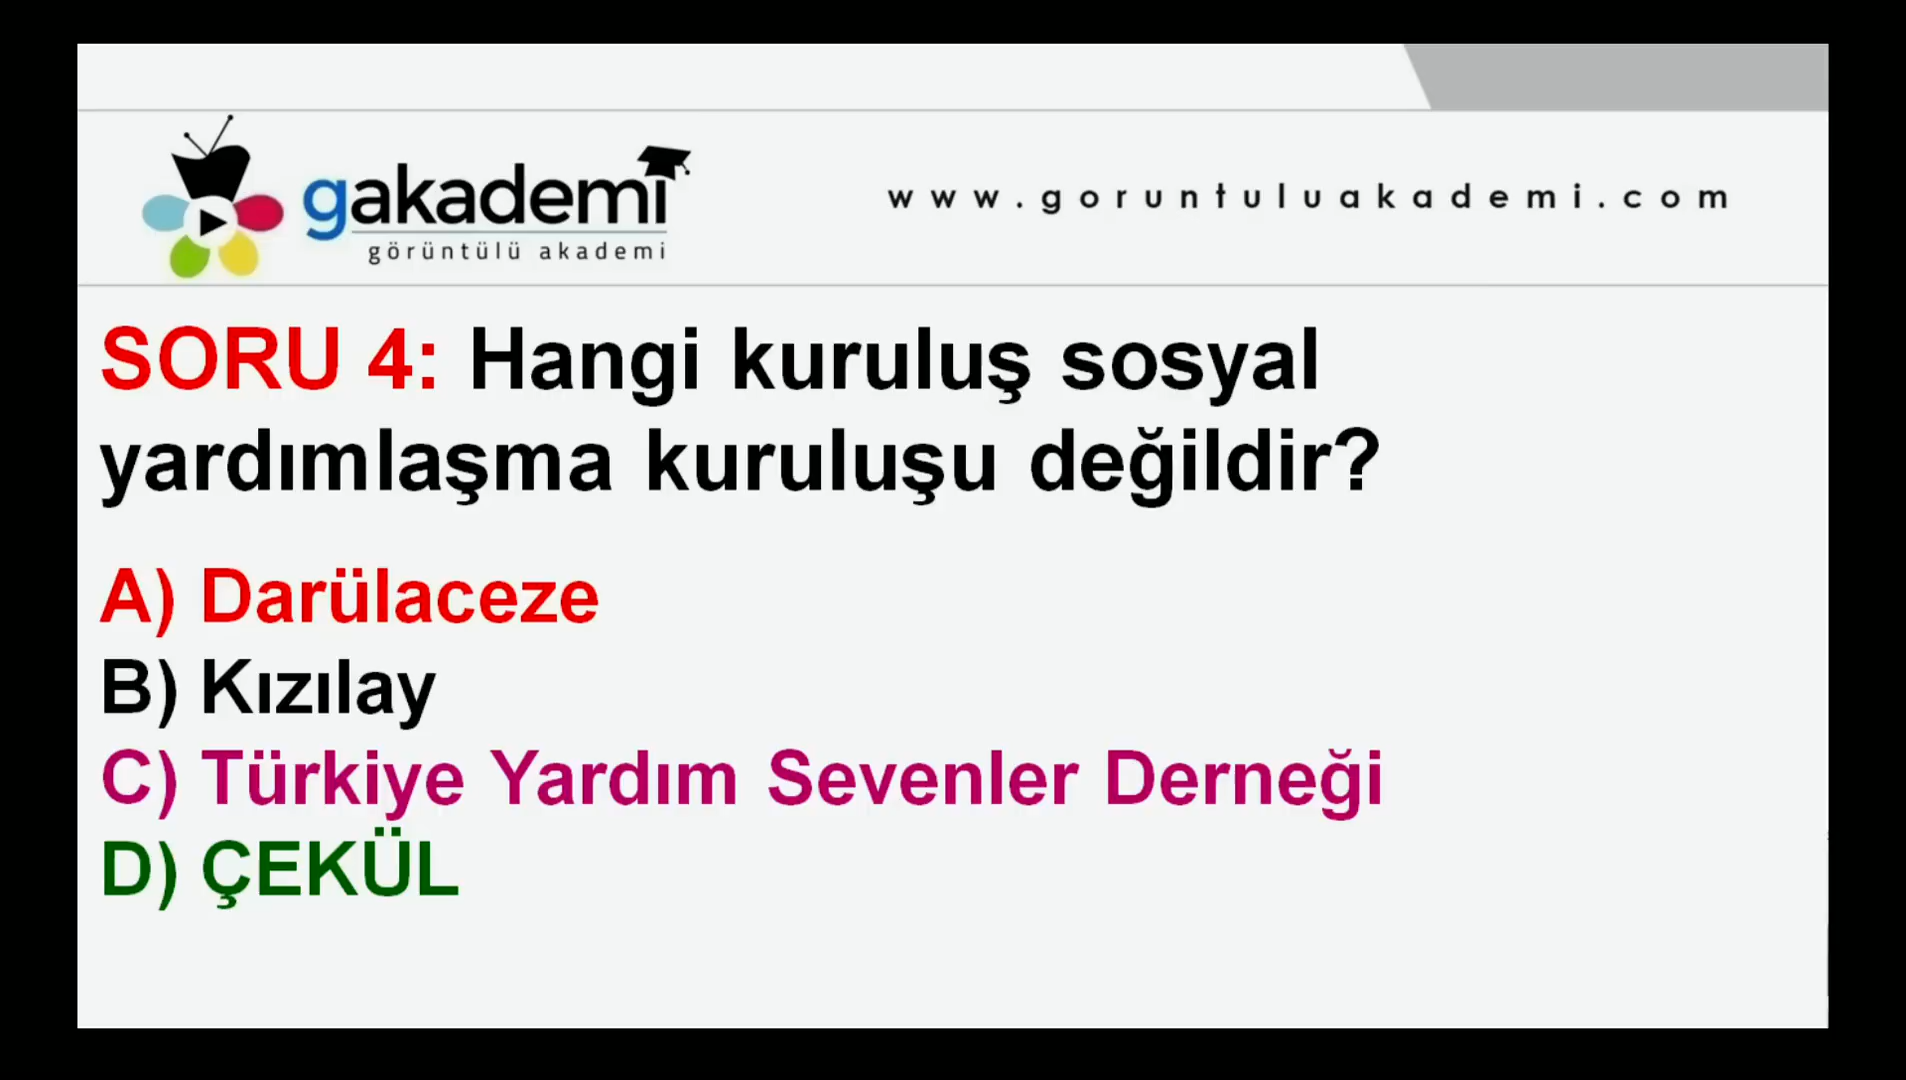 gakademi
görüntülü akademi
www.goruntuluakademi.com
SORU 4: Hangi kuruluş sosyal
yardımlaşma kuruluşu değildir?
A) Darülaceze
B) Kızılay
C) Türkiye Yardım Sevenler Derneği
D) ÇEKÜL